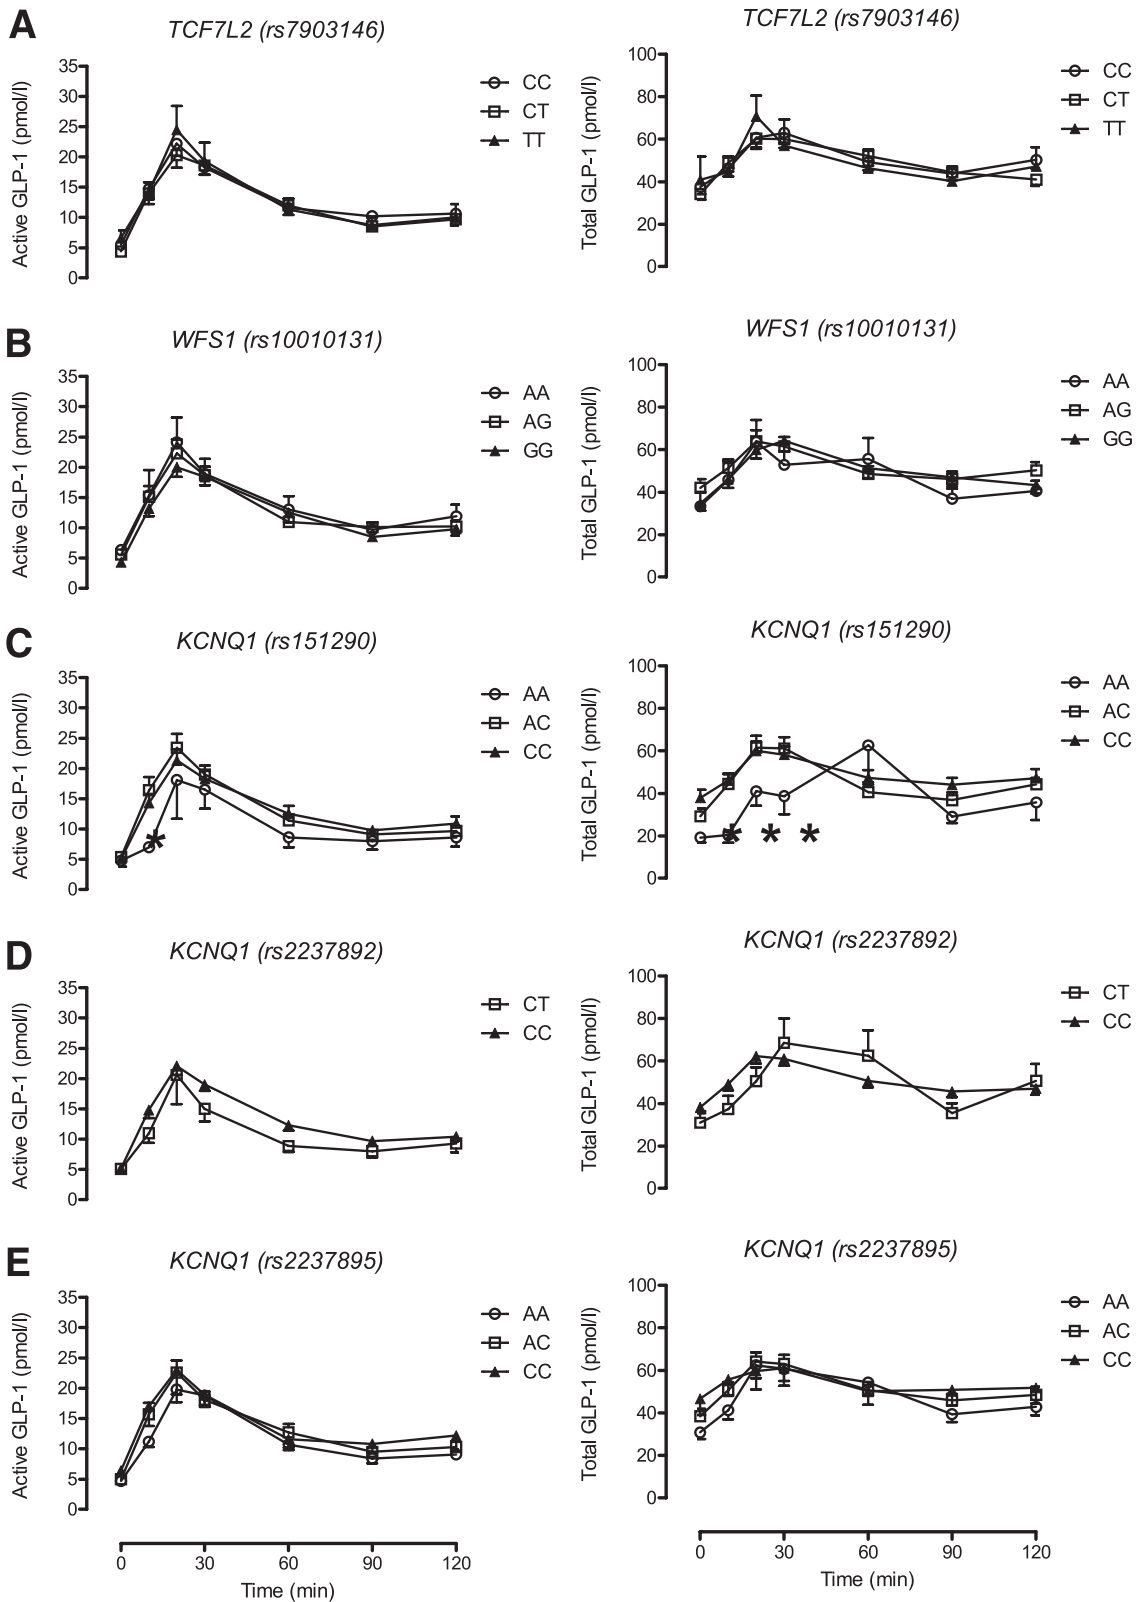 A
TCF7L2 (rs7903146)
Active GLP-1 (pmol/l)
35
30
25
20
15
10
5
0
CC
CT
TT
TCF7L2 (rs7903146)
Total GLP-1 (pmol/l)
100
80
60
40
20
0
CC
CT
TT
B
WFS1 (rs10010131)
Active GLP-1 (pmol/l)
35
30
25
20
15
10
5
0
AA
AG
GG
WFS1 (rs10010131)
Total GLP-1 (pmol/l)
100
80
60
40
20
0
AA
AG
GG
C
KCNQ1 (rs151290)
Active GLP-1 (pmol/l)
35
30
25
20
15
10
5
0
AA
AC
CC
*
KCNQ1 (rs151290)
Total GLP-1 (pmol/l)
100
80
60
40
20
0
AA
AC
CC
* * *
D
KCNQ1 (rs2237892)
Active GLP-1 (pmol/l)
35
30
25
20
15
10
5
0
CT
CC
KCNQ1 (rs2237892)
Total GLP-1 (pmol/l)
100
80
60
40
20
0
CT
CC
E
KCNQ1 (rs2237895)
Active GLP-1 (pmol/l)
35
30
25
20
15
10
5
0
AA
AC
CC
0 30 60 90 120
Time (min)
KCNQ1 (rs2237895)
Total GLP-1 (pmol/l)
100
80
60
40
20
0
AA
AC
CC
0 30 60 90 120
Time (min)